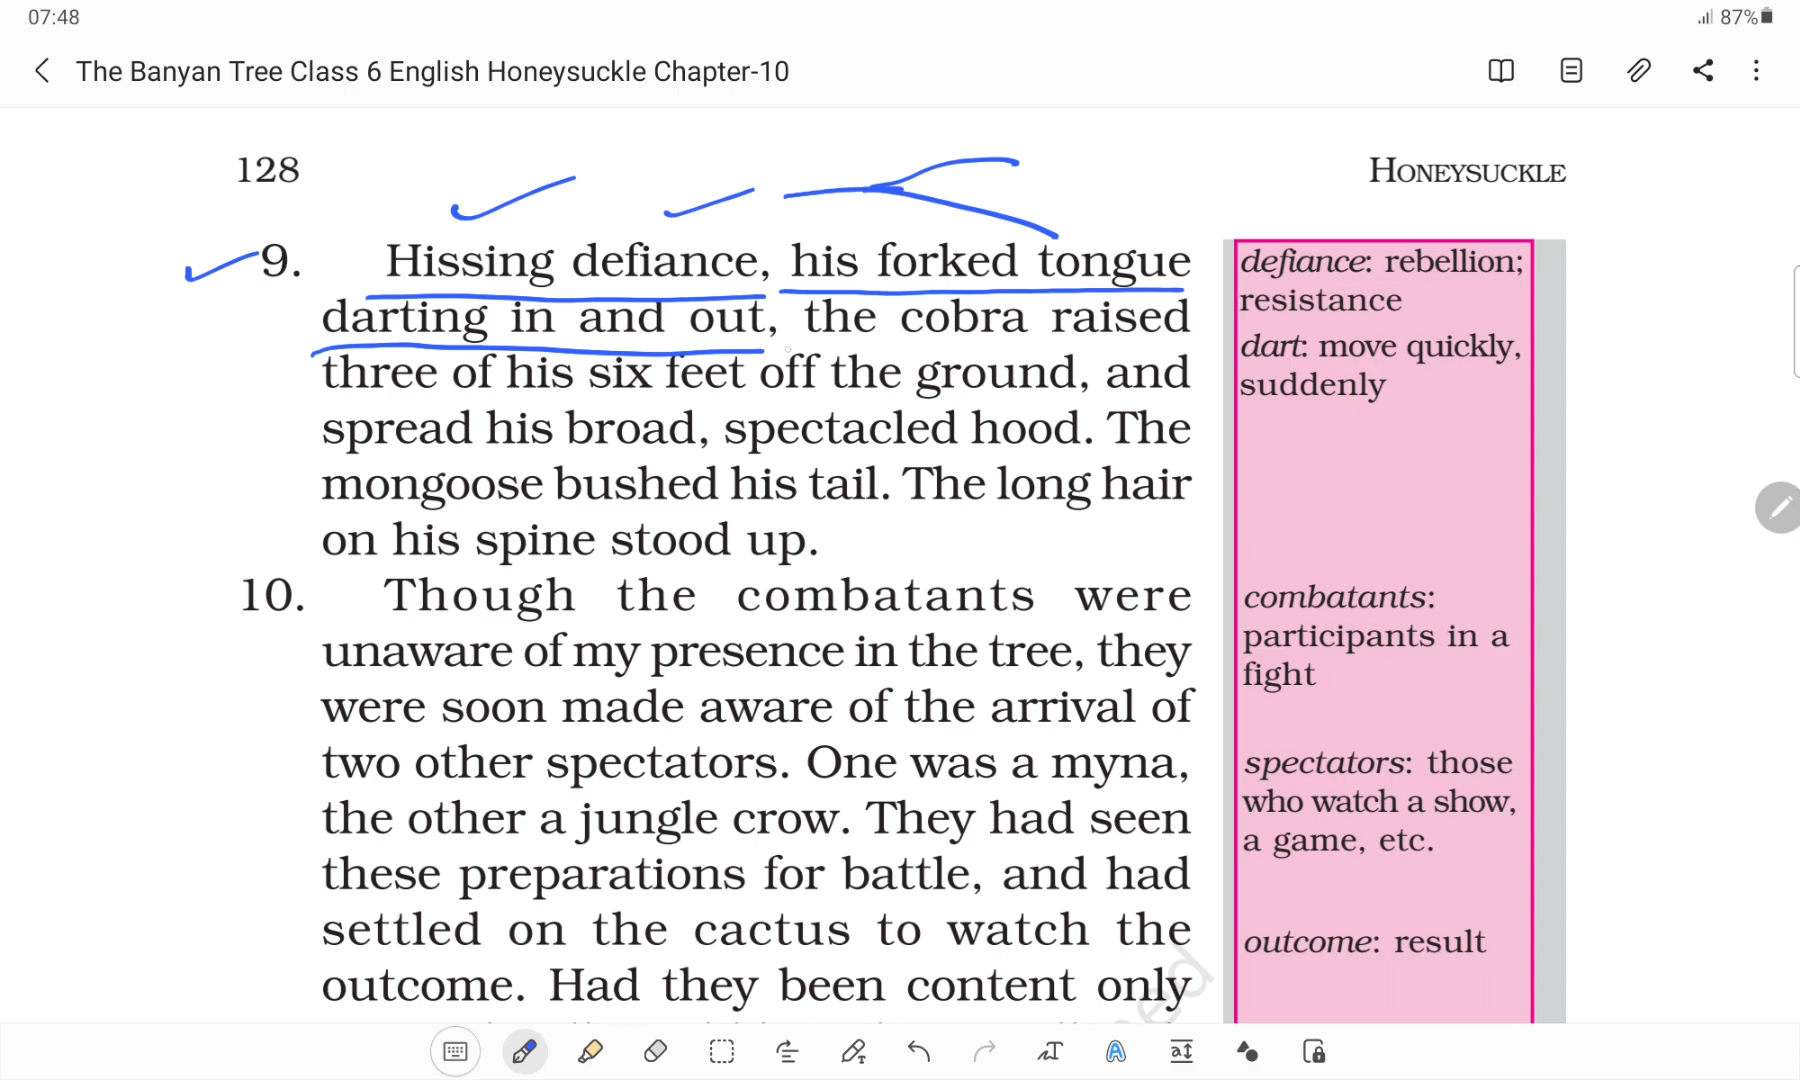 07:48
87%
The Banyan Tree Class 6 English Honeysuckle Chapter-10
128
HONEYSUCKLE
9. Hissing defiance, his forked tongue
darting in and out, the cobra raised
three of his six feet off the ground, and
spread his broad, spectacled hood. The
mongoose bushed his tail. The long hair
on his spine stood up.
10. Though the combatants were
unaware of my presence in the tree, they
were soon made aware of the arrival of
two other spectators. One was a myna,
the other a jungle crow. They had seen
these preparations for battle, and had
settled on the cactus to watch the
outcome. Had they been content only
defiance: rebellion;
resistance
dart: move quickly,
suddenly
combatants:
participants in a
fight
spectators: those
who watch a show,
a game, etc.
outcome: result